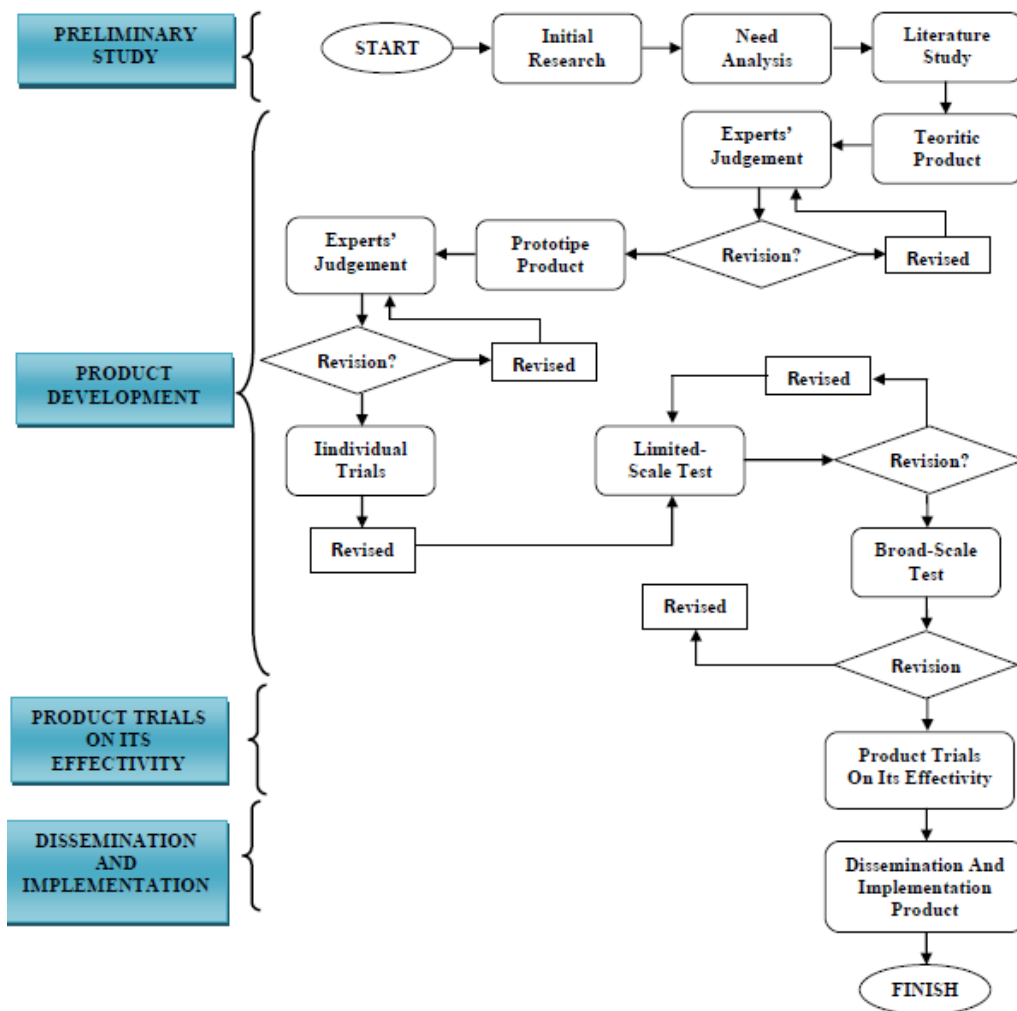 PRELIMINARY
STUDY
START
Initial
Research
Need
Analysis
Literature
Study
Experts'
Judgement
Teoritic
Product
Experts'
Judgement
Prototipe
Product
Revision?
Revised
Revision?
Revised
PRODUCT
DEVELOPMENT
Revised
Iindividual
Trials
Limited-
Scale Test
Revision?
Revised
Broad-Scale
Test
Revised
Revision
PRODUCT TRIALS
ON ITS
EFFECTIVITY
Product Trials
On Its Effectivity
DISSEMINATION
AND
IMPLEMENTATION
Dissemination And
Implementation
Product
FINISH